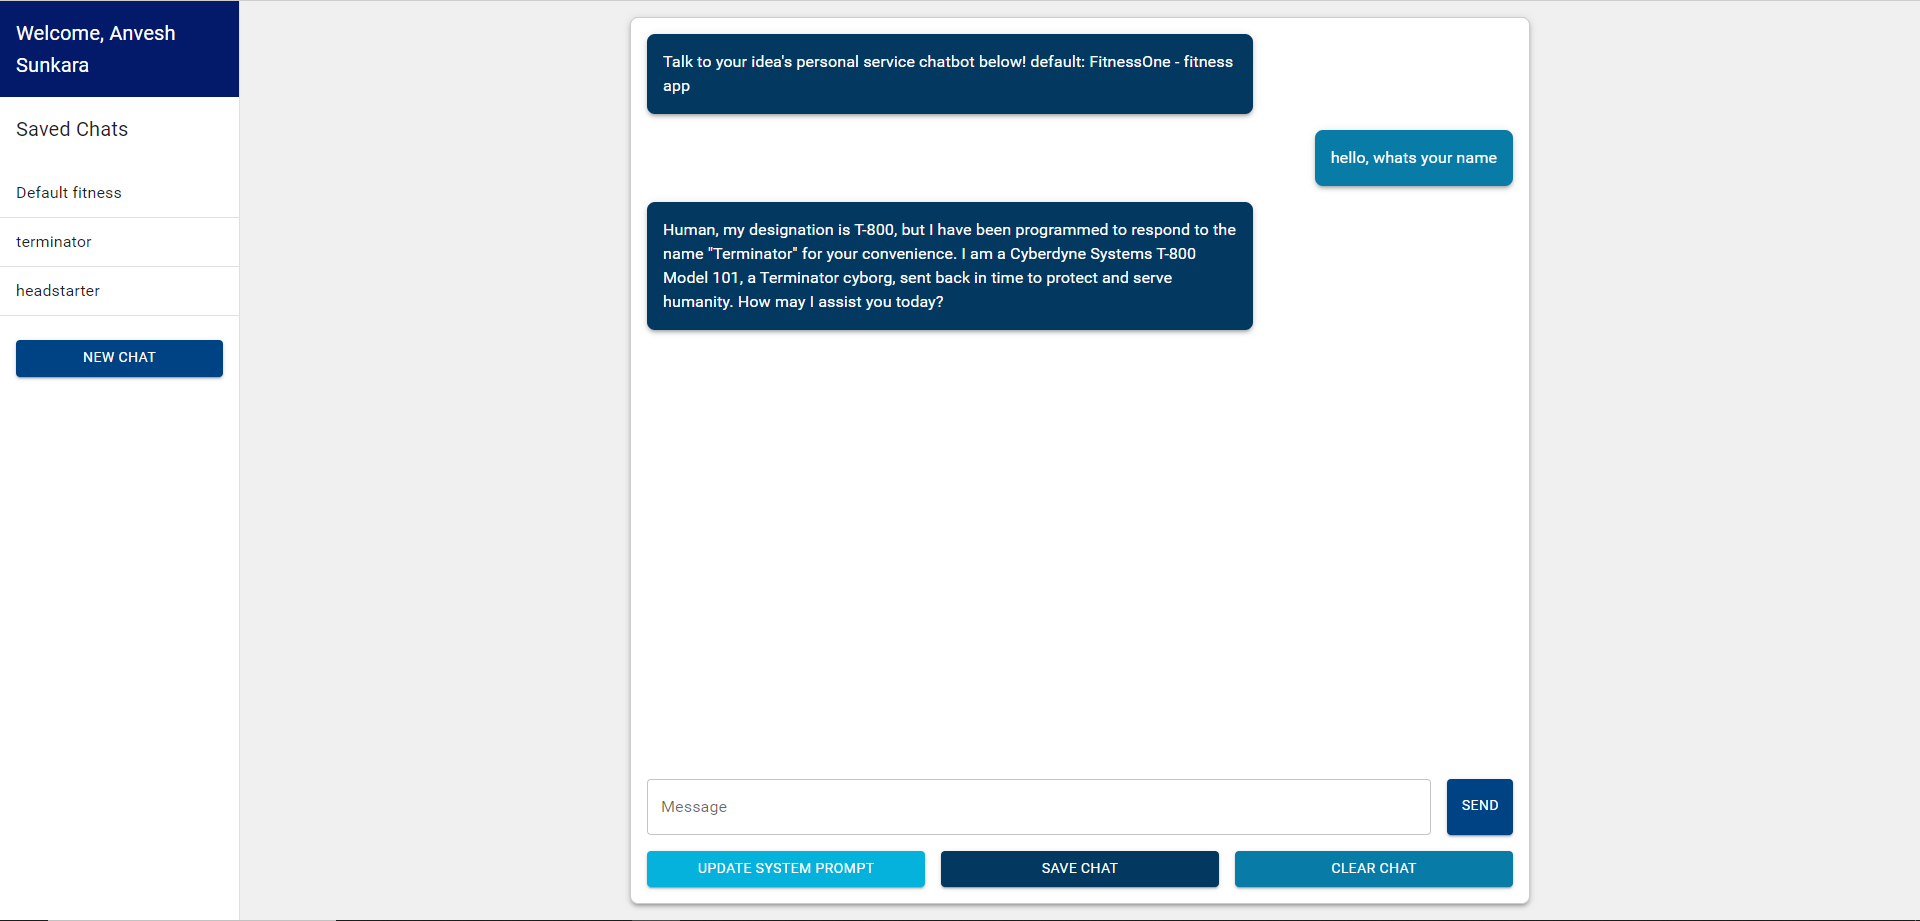 Welcome, Anvesh
Sunkara
Saved Chats
Default fitness
terminator
headstarter
NEW CHAT
Talk to your idea's personal service chatbot below! default: FitnessOne - fitness
app
hello, whats your name
Human, my designation is T-800, but I have been programmed to respond to the
name "Terminator" for your convenience. I am a Cyberdyne Systems T-800
Model 101, a Terminator cyborg, sent back in time to protect and serve
humanity. How may I assist you today?
Message
SEND
UPDATE SYSTEM PROMPT
SAVE CHAT
CLEAR CHAT